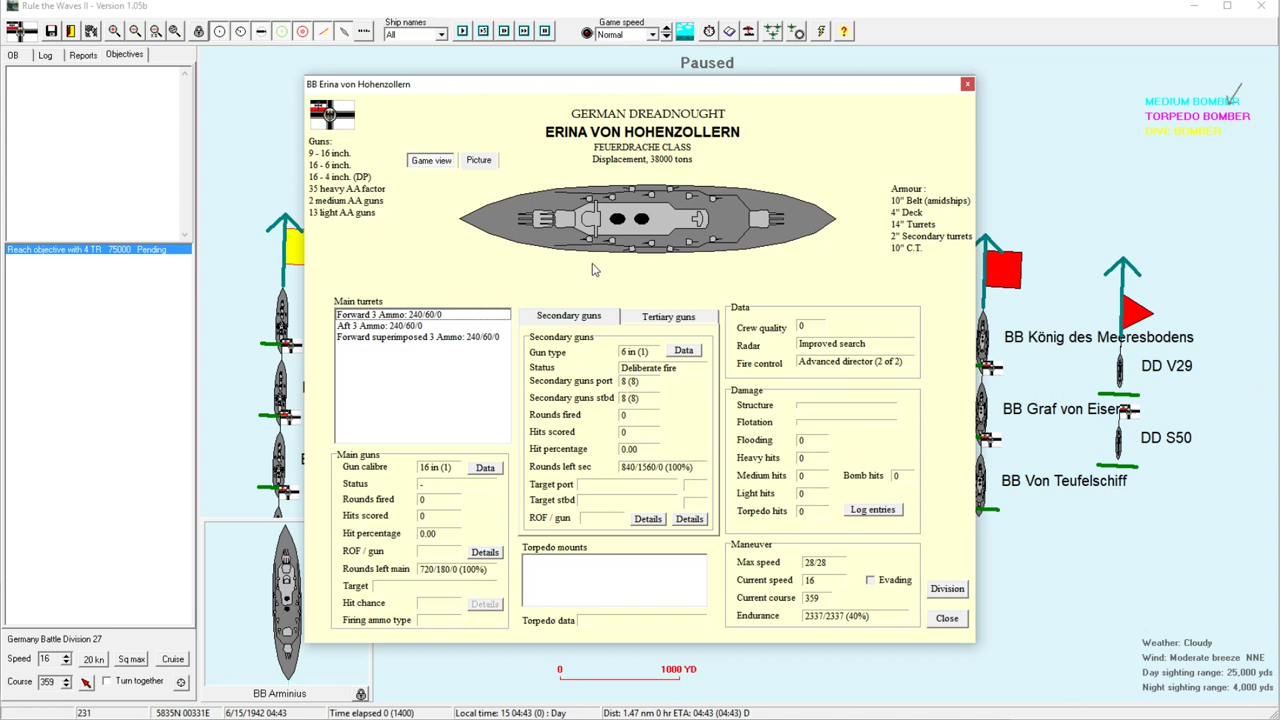 Rule the Waves II - Version 1.05b
Ship names
All
Game speed
Normal
OB Log Reports Objectives
Paused
Reach objective with 4 TR 75000 Pending
MEDIUM BOMBER
TORPEDO BOMBER
DIVE BOMBER
BB Erina von Hohenzollern
x
GERMAN DREADNOUGHT
ERINA VON HOHENZOLLERN
FEUERDRACHE CLASS
Displacement, 38000 tons
Game view Picture
Guns:
9 - 16 inch.
16 - 6 inch.
16 - 4 inch. (DP)
35 heavy AA factor
2 medium AA guns
13 light AA guns
Armour :
10" Belt (amidships)
4" Deck
14" Turrets
2" Secondary turrets
10" C.T.
Main turrets
Forward 3 Ammo: 240/60/0
Aft 3 Ammo: 240/60/0
Forward superimposed 3 Ammo: 240/60/0
Main guns
Gun calibre 16 in (1) Data
Status -
Rounds fired 0
Hits scored 0
Hit percentage 0.00
ROF / gun Details
Rounds left main 720/180/0 (100%)
Target
Hit chance Details
Firing ammo type
Secondary guns Tertiary guns
Secondary guns
Gun type 6 in (1) Data
Status Deliberate fire
Secondary guns port 8 (8)
Secondary guns stbd 8 (8)
Rounds fired 0
Hits scored 0
Hit percentage 0.00
Rounds left sec 840/1560/0 (100%)
Target port
Target stbd
ROF / gun Details Details
Torpedo mounts
Torpedo data
Data
Crew quality 0
Radar Improved search
Fire control Advanced director (2 of 2)
Damage
Structure
Flotation
Flooding 0
Heavy hits 0
Medium hits 0 Bomb hits 0
Light hits 0
Torpedo hits 0 Log entries
Maneuver
Max speed 28/28
Current speed 16 Evading
Current course 359
Endurance 2337/2337 (40%)
Division
Close
BB König des Meeresbodens
DD V29
BB Graf von Eisen
DD S50
BB Von Teufelschiff
Germany Battle Division 27
Speed 16 20 kn Sq max Cruise
Course 359 Turn together
BB Arminius
0 1000 YD
Weather: Cloudy
Wind: Moderate breeze NNE
Day sighting range: 25,000 yds
Night sighting range: 4,000 yds
231 5835N 00331E 6/15/1942 04:43 Time elapsed 0 (1400) Local time: 15 04:43 (0) : Day Dist: 1.47 nm 0 hr ETA: 04:43 (04:43) D